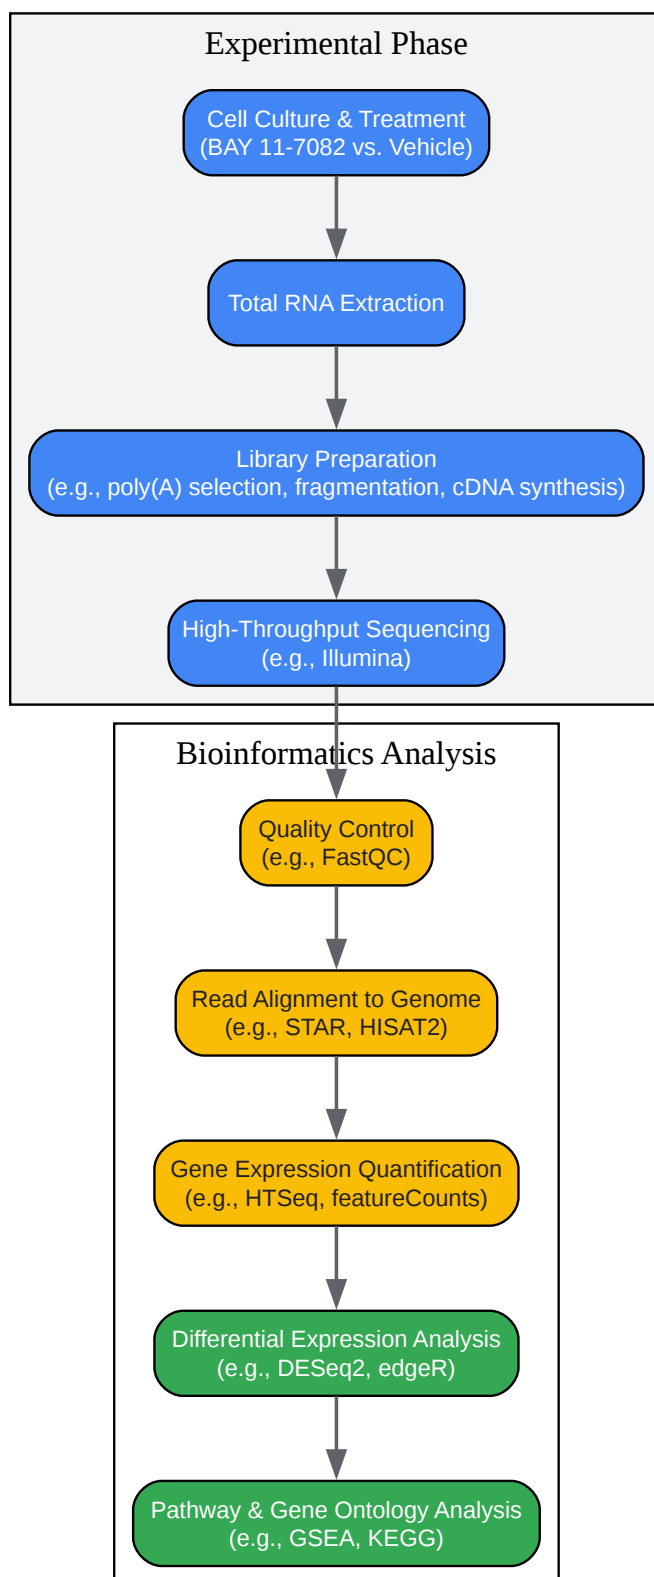 Experimental Phase
Cell Culture & Treatment
(BAY 11-7082 vs. Vehicle)
Total RNA Extraction
Library Preparation
(e.g., poly(A) selection, fragmentation, cDNA synthesis)
High-Throughput Sequencing
(e.g., Illumina)
Bioinformatics Analysis
Quality Control
(e.g., FastQC)
Read Alignment to Genome
(e.g., STAR, HISAT2)
Gene Expression Quantification
(e.g., HTSeq, featureCounts)
Differential Expression Analysis
(e.g., DESeq2, edgeR)
Pathway & Gene Ontology Analysis
(e.g., GSEA, KEGG)